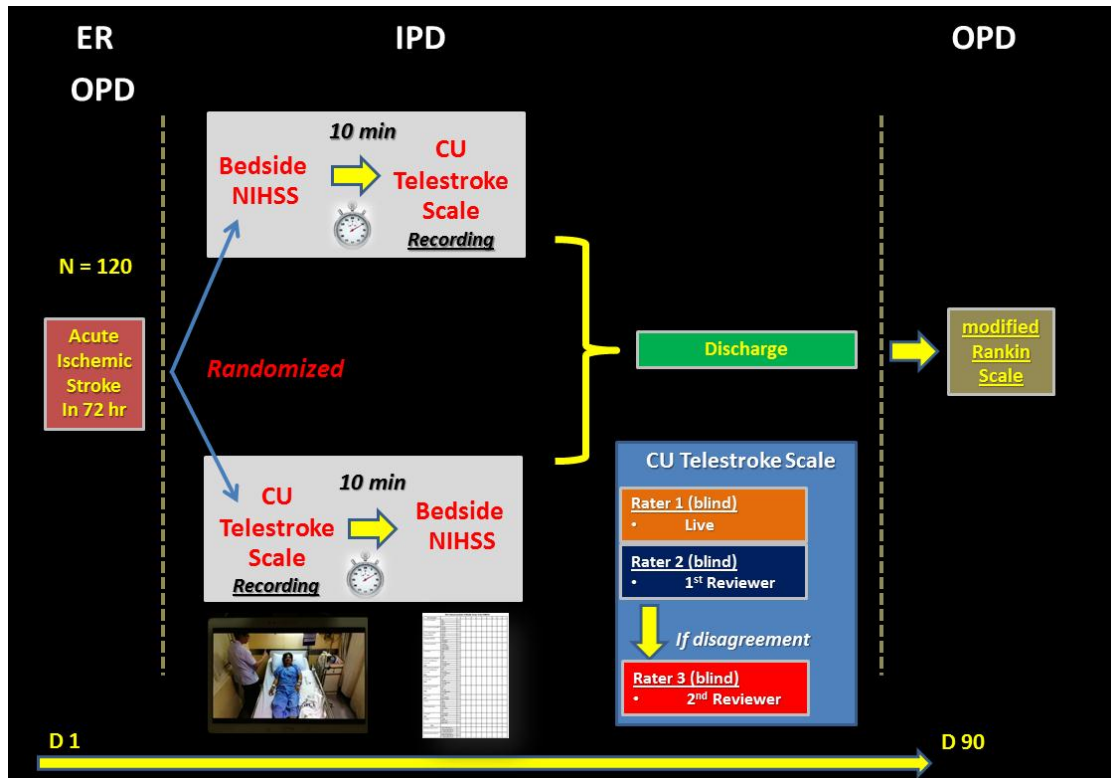 ER
IPD
OPD
OPD
10 min
Bedside
NIHSS
CU
Telestroke
Scale
Recording
N = 120
Acute
Ischemic
Stroke
In 72 hr
Randomized
Discharge
modified
Rankin
Scale
CU
Telestroke
Scale
Recording
10 min
Bedside
NIHSS
CU Telestroke Scale
Rater 1 (blind)
• Live
Rater 2 (blind)
• 1st Reviewer
If disagreement
Rater 3 (blind)
• 2nd Reviewer
D 1
D 90